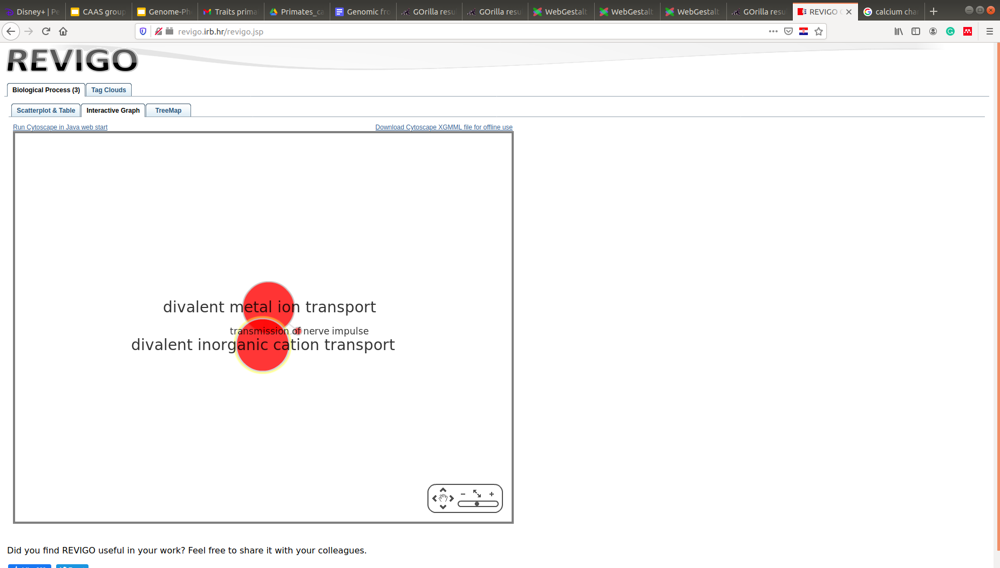 Disney+ | Pe
CAAS group
Genome-Ph
Traits prima
Primates_ca
Genomic fro
GOrilla resu
GOrilla resu
WebGestalt
WebGestalt
WebGestalt
GOrilla resu
REVIGO
calcium cha
revigo.irb.hr/revigo.jsp
REVIGO
Biological Process (3)
Tag Clouds
Scatterplot & Table
Interactive Graph
TreeMap
Run Cytoscape in Java web start
Download Cytoscape XGMML file for offline use
divalent metal ion transport
transmission of nerve impulse
divalent inorganic cation transport
Did you find REVIGO useful in your work? Feel free to share it with your colleagues.